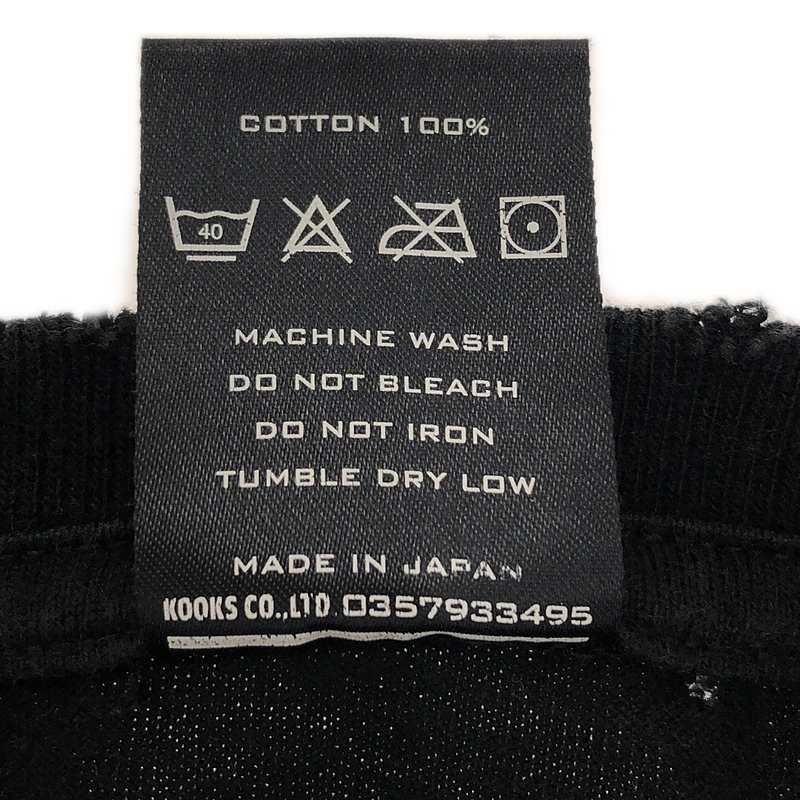 COTTON 100%
40
MACHINE WASH
DO NOT BLEACH
DO NOT IRON
TUMBLE DRY LOW
MADE IN JAPAN
KOOKS CO.,LTD 0357933495